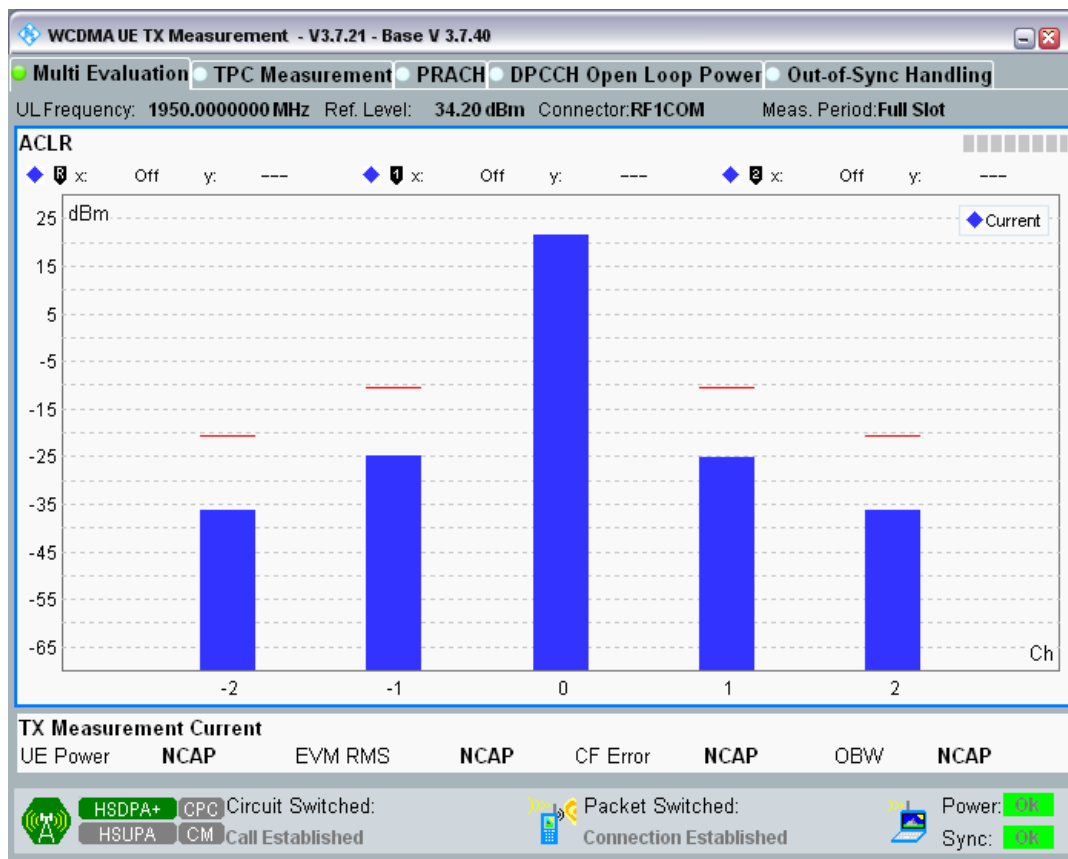 WCDMA UE TX Measurement - V3.7.21 - Base V 3.7.40
Multi Evaluation TPC Measurement PRACH DPCCH Open Loop Power Out-of-Sync Handling
UL Frequency: 1950.0000000 MHz Ref. Level: 34.20 dBm Connector:RF1COM Meas. Period:Full Slot
ACLR
R x: Off y: --- 1 x: Off y: --- 2 x: Off y: ---
25 dBm Current
15
5
-5
-15
-25
-35
-45
-55
-65
Ch
-2 -1 0 1 2
TX Measurement Current
UE Power NCAP EVM RMS NCAP CF Error NCAP OBW NCAP
HSDPA+ CPC Circuit Switched: Packet Switched: Power: OK
HSUPA CM Call Established Connection Established Sync: OK